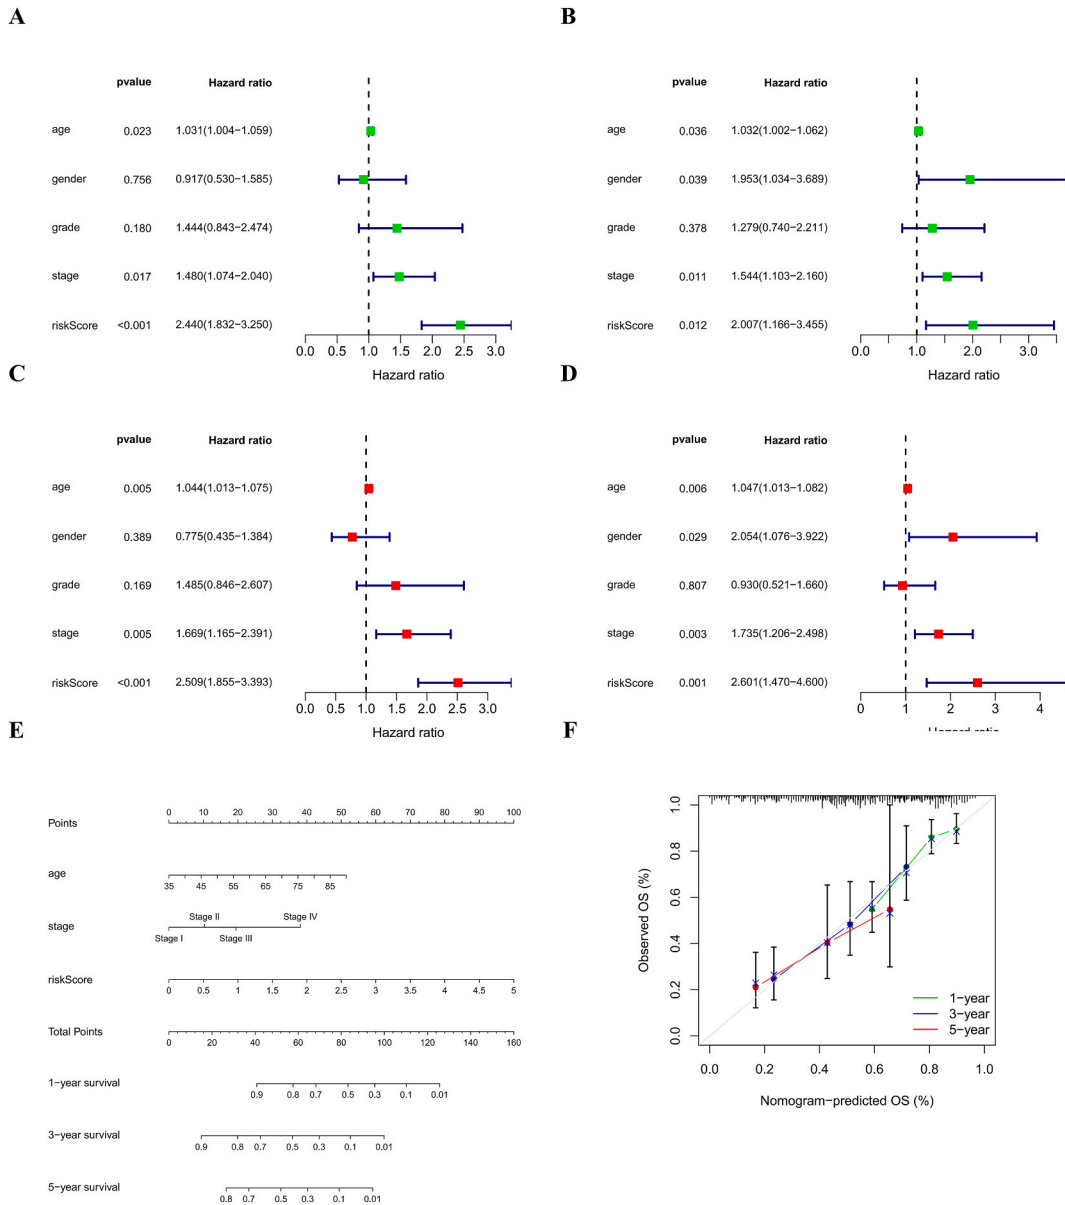 A
pvalue Hazard ratio
age 0.023 1.031(1.004−1.059)
gender 0.756 0.917(0.530−1.585)
grade 0.180 1.444(0.843−2.474)
stage 0.017 1.480(1.074−2.040)
riskScore <0.001 2.440(1.832−3.250)
0.0 0.5 1.0 1.5 2.0 2.5 3.0
Hazard ratio
B
pvalue Hazard ratio
age 0.036 1.032(1.002−1.062)
gender 0.039 1.953(1.034−3.689)
grade 0.378 1.279(0.740−2.211)
stage 0.011 1.544(1.103−2.160)
riskScore 0.012 2.007(1.166−3.455)
0.0 1.0 2.0 3.0
Hazard ratio
C
pvalue Hazard ratio
age 0.005 1.044(1.013−1.075)
gender 0.389 0.775(0.435−1.384)
grade 0.169 1.485(0.846−2.607)
stage 0.005 1.669(1.165−2.391)
riskScore <0.001 2.509(1.855−3.393)
0.0 0.5 1.0 1.5 2.0 2.5 3.0
Hazard ratio
D
pvalue Hazard ratio
age 0.006 1.047(1.013−1.082)
gender 0.029 2.054(1.076−3.922)
grade 0.807 0.930(0.521−1.660)
stage 0.003 1.735(1.206−2.498)
riskScore 0.001 2.601(1.470−4.600)
0 1 2 3 4
Hazard ratio
E
0 10 20 30 40 50 60 70 80 90 100
Points
age
35 45 55 65 75 85
Stage II Stage IV
stage
Stage I Stage III
riskScore
0 0.5 1 1.5 2 2.5 3 3.5 4 4.5 5
Total Points
0 20 40 60 80 100 120 140 160
1−year survival
0.9 0.8 0.7 0.5 0.3 0.1 0.01
3−year survival
0.9 0.8 0.7 0.5 0.3 0.1 0.01
5−year survival
0.8 0.7 0.5 0.3 0.1 0.01
F
Observed OS (%)
1.0
0.8
0.6
0.4
0.2
0.0
1−year
3−year
5−year
0.0 0.2 0.4 0.6 0.8 1.0
Nomogram−predicted OS (%)